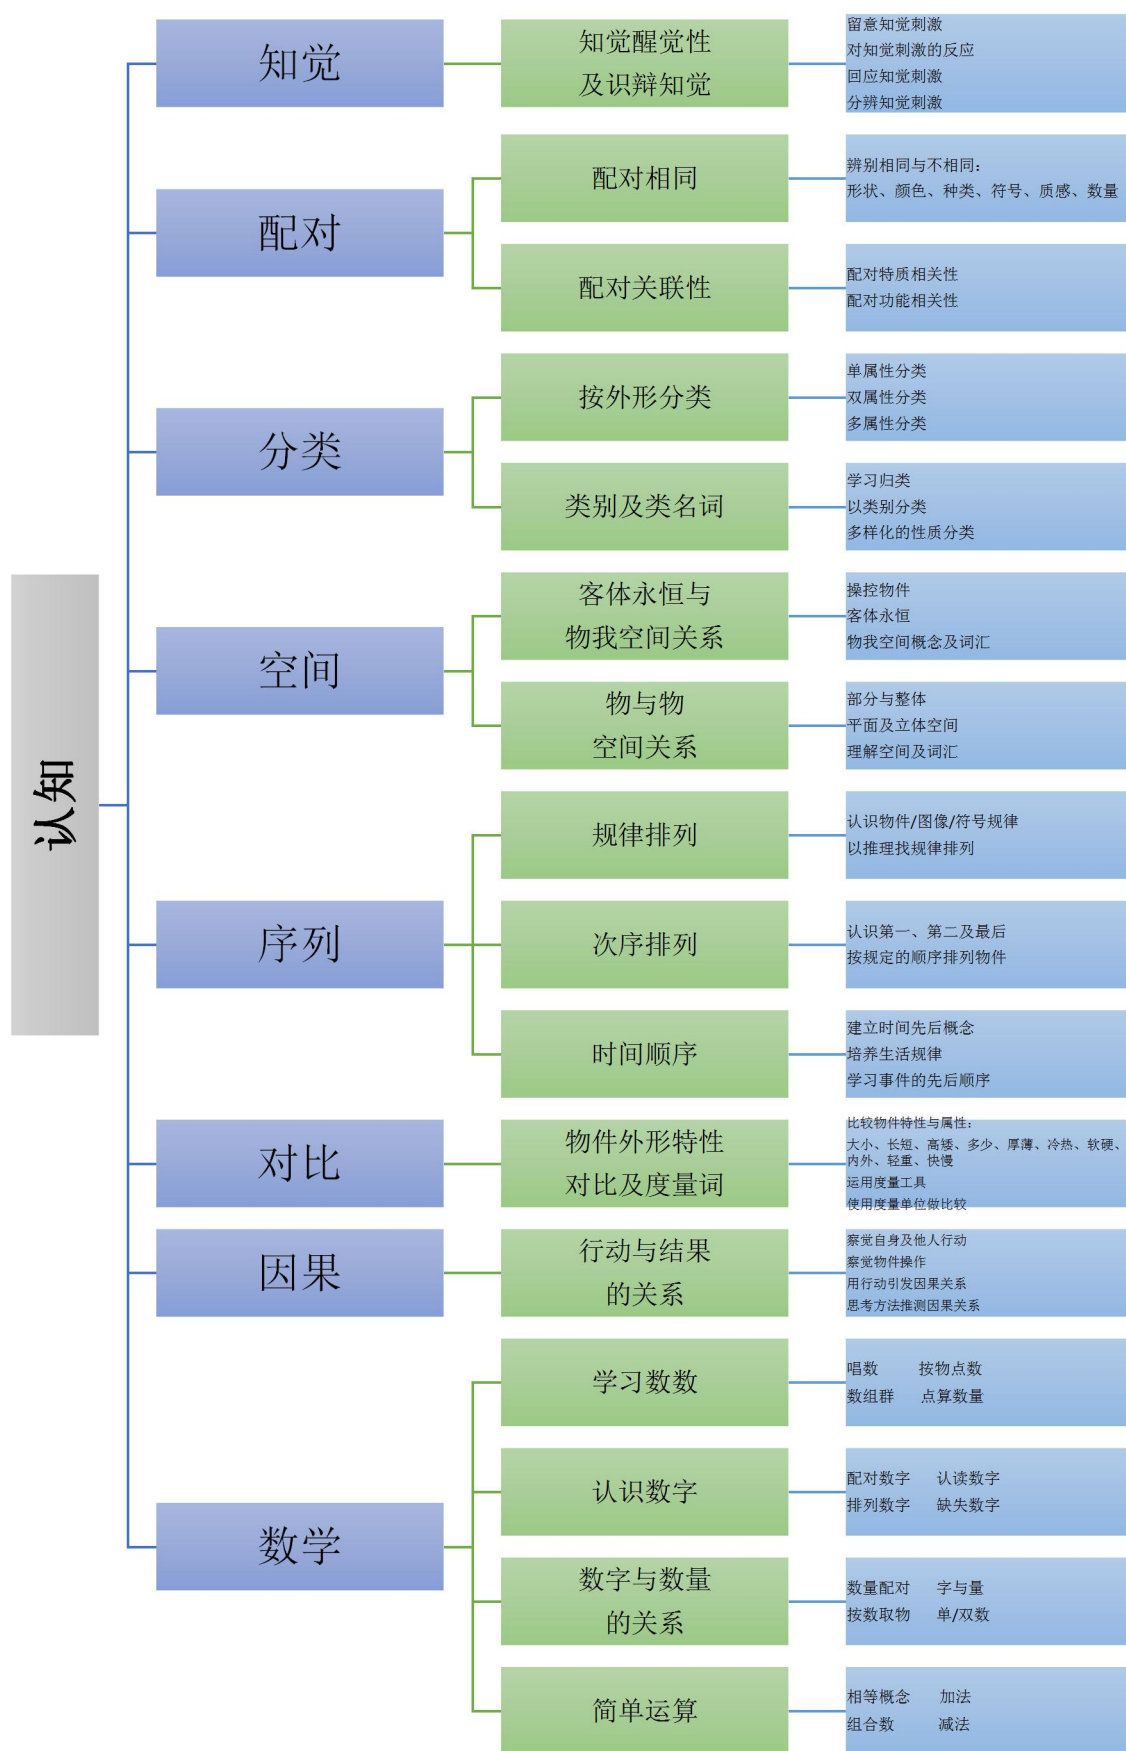 认知
知觉
知觉醒觉性
及识辩知觉
留意知觉刺激
对知觉刺激的反应
回应知觉刺激
分辨知觉刺激
配对
配对相同
辨别相同与不相同：
形状、颜色、种类、符号、质感、数量
配对关联性
配对特质相关性
配对功能相关性
分类
按外形分类
单属性分类
双属性分类
多属性分类
类别及类名词
学习归类
以类别分类
多样化的性质分类
空间
客体永恒与
物我空间关系
操控物件
客体永恒
物我空间概念及词汇
物与物
空间关系
部分与整体
平面及立体空间
理解空间及词汇
序列
规律排列
认识物件/图像/符号规律
以推理找规律排列
次序排列
认识第一、第二及最后
按规定的顺序排列物件
时间顺序
建立时间先后概念
培养生活规律
学习事件的先后顺序
对比
物件外形特性
对比及度量词
比较物件特性与属性：
大小、长短、高矮、多少、厚薄、冷热、软硬、
内外、轻重、快慢
运用度量工具
使用度量单位做比较
因果
行动与结果
的关系
察觉自身及他人行动
察觉物件操作
用行动引发因果关系
思考方法推测因果关系
数学
学习数数
唱数 按物点数
数组群 点算数量
认识数字
配对数字 认读数字
排列数字 缺失数字
数字与数量
的关系
数量配对 字与量
按数取物 单/双数
简单运算
相等概念 加法
组合数 减法